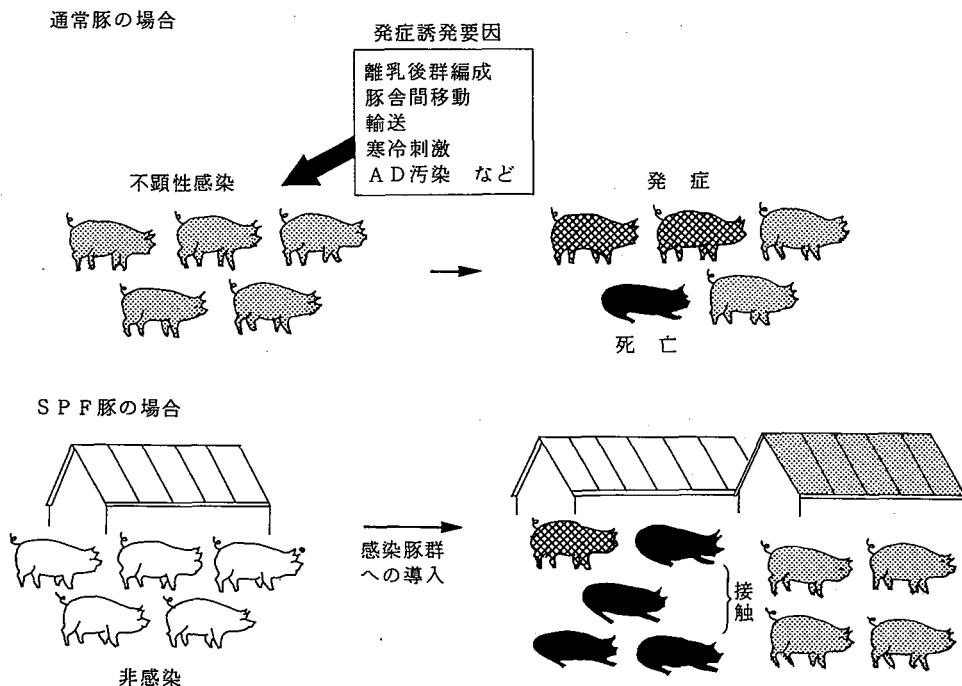 通常豚の場合
発症誘発要因
離乳後群編成
豚舎間移動
輸送
寒冷刺激
AD汚染 など
不顕性感染
発 症
死 亡
SPF豚の場合
感染豚群
への導入
接触
非感染